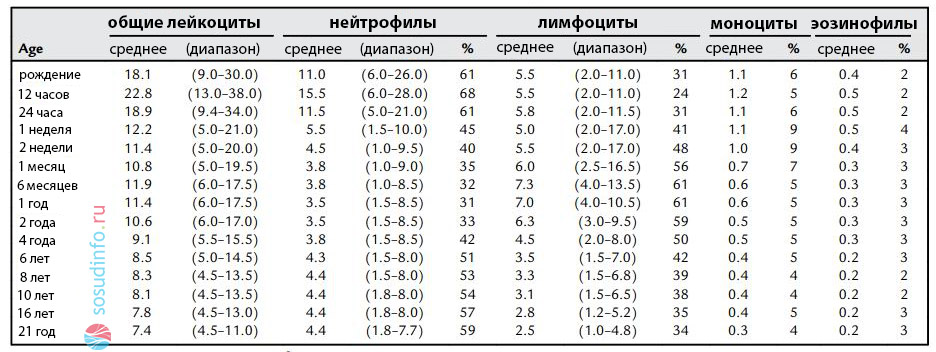 общие лейкоциты нейтрофилы лимфоциты моноциты эозинофилы
Age среднее (диапазон) среднее (диапазон) % среднее (диапазон) % среднее % среднее %
рождение 18.1 (9.0–30.0) 11.0 (6.0–26.0) 61 5.5 (2.0–11.0) 31 1.1 6 0.4 2
12 часов 22.8 (13.0–38.0) 15.5 (6.0–28.0) 68 5.5 (2.0–11.0) 24 1.2 5 0.5 2
24 часа 18.9 (9.4–34.0) 11.5 (5.0–21.0) 61 5.8 (2.0–11.5) 31 1.1 6 0.5 2
1 неделя 12.2 (5.0–21.0) 5.5 (1.5–10.0) 45 5.0 (2.0–17.0) 41 1.1 9 0.5 4
2 недели 11.4 (5.0–20.0) 4.5 (1.0–9.5) 40 5.5 (2.0–17.0) 48 1.0 9 0.4 3
1 месяц 10.8 (5.0–19.5) 3.8 (1.0–9.0) 35 6.0 (2.5–16.5) 56 0.7 7 0.3 3
6 месяцев 11.9 (6.0–17.5) 3.8 (1.0–8.5) 32 7.3 (4.0–13.5) 61 0.6 5 0.3 3
1 год 11.4 (6.0–17.5) 3.5 (1.5–8.5) 31 7.0 (4.0–10.5) 61 0.6 5 0.3 3
2 года 10.6 (6.0–17.0) 3.5 (1.5–8.5) 33 6.3 (3.0–9.5) 59 0.5 5 0.3 3
4 года 9.1 (5.5–15.5) 3.8 (1.5–8.5) 42 4.5 (2.0–8.0) 50 0.5 5 0.3 3
6 лет 8.5 (5.0–14.5) 4.3 (1.5–8.0) 51 3.5 (1.5–7.0) 42 0.4 5 0.2 3
8 лет 8.3 (4.5–13.5) 4.4 (1.5–8.0) 53 3.3 (1.5–6.8) 39 0.4 4 0.2 2
10 лет 8.1 (4.5–13.5) 4.4 (1.8–8.0) 54 3.1 (1.5–6.5) 38 0.4 4 0.2 2
16 лет 7.8 (4.5–13.0) 4.4 (1.8–8.0) 57 2.8 (1.2–5.2) 35 0.4 5 0.2 3
21 год 7.4 (4.5–11.0) 4.4 (1.8–7.7) 59 2.5 (1.0–4.8) 34 0.3 4 0.2 3
sosudinfo.ru